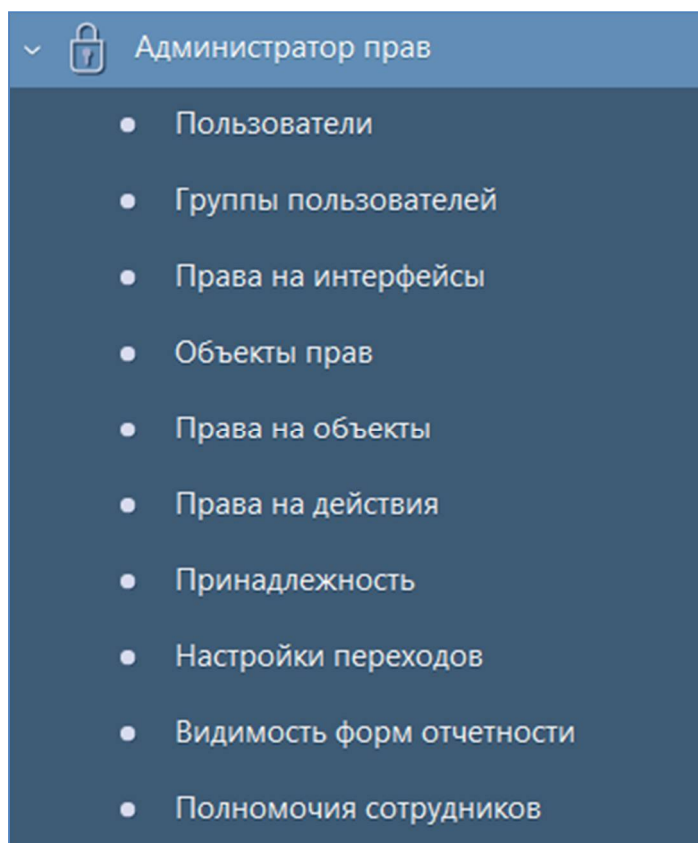 Администратор прав
Пользователи
Группы пользователей
Права на интерфейсы
Объекты прав
Права на объекты
Права на действия
Принадлежность
Настройки переходов
Видимость форм отчетности
Полномочия сотрудников